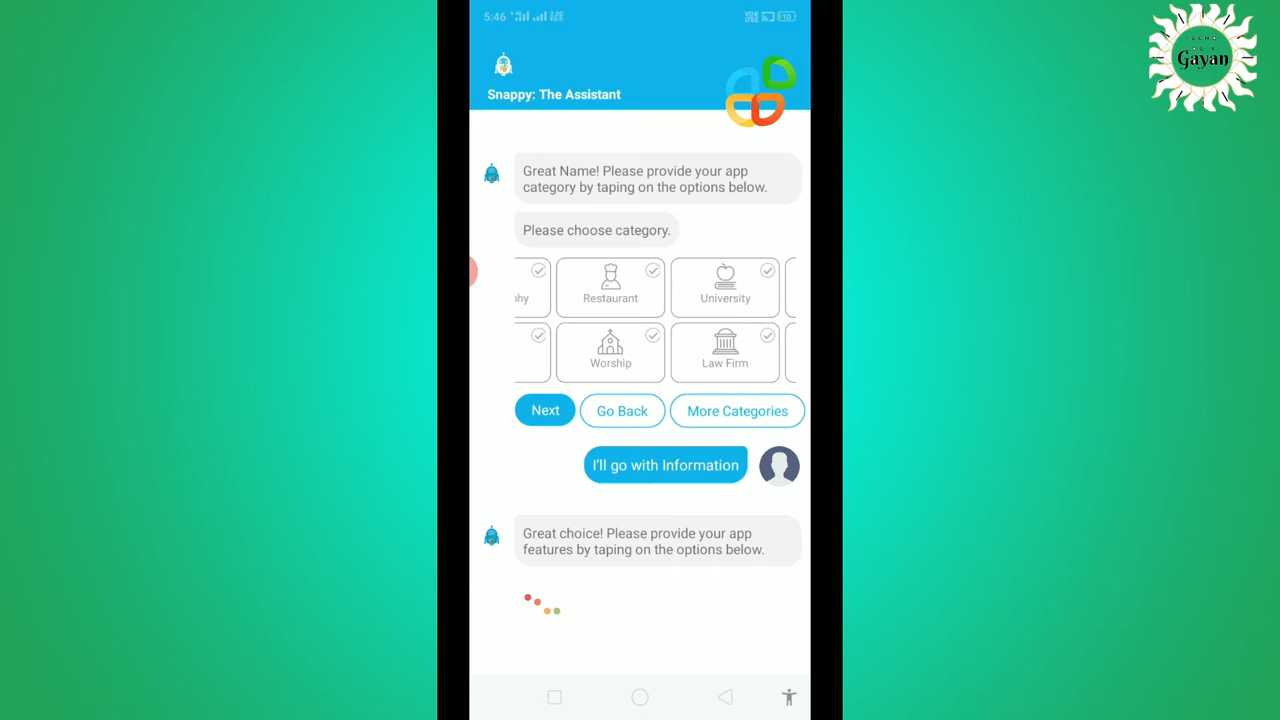 5:46
Snappy: The Assistant
TECNO
Gayan
Great Name! Please provide your app
category by taping on the options below.
Please choose category.
phy
Restaurant
University
Worship
Law Firm
Next
Go Back
More Categories
I'll go with Information
Great choice! Please provide your app
features by taping on the options below.